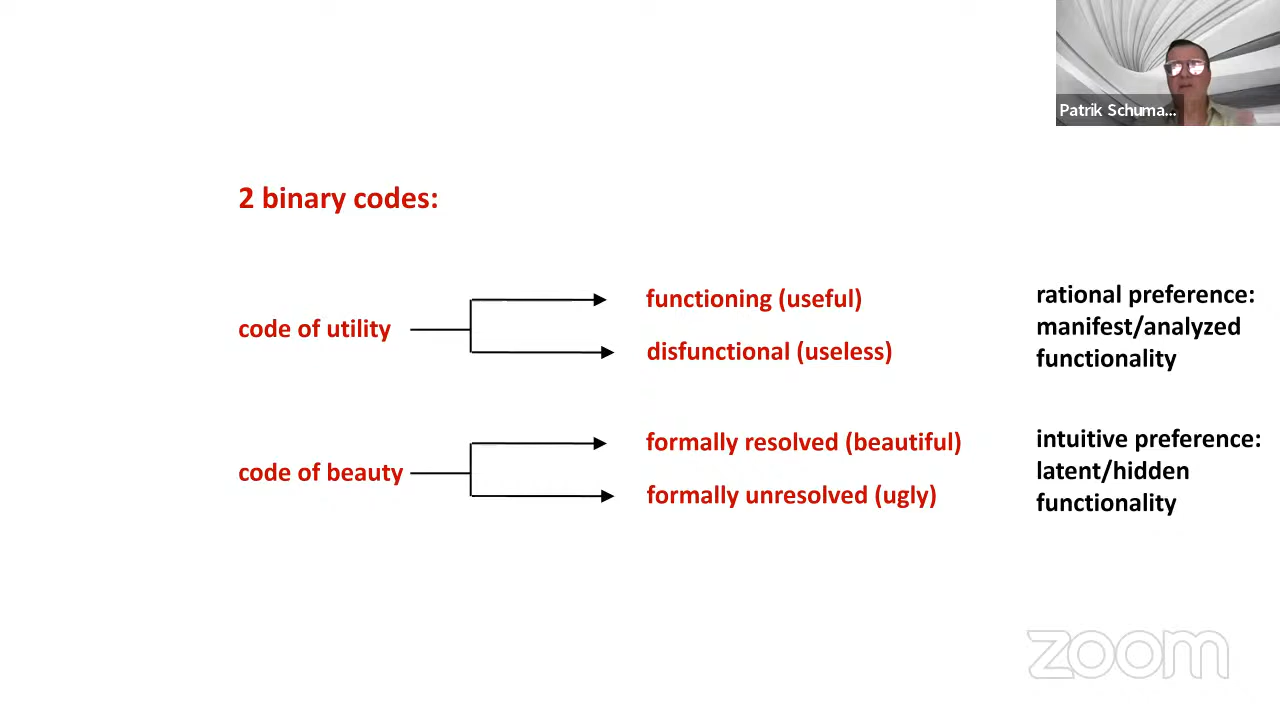 Patrik Schuma...
2 binary codes:
code of utility
functioning (useful)
disfunctional (useless)
rational preference:
manifest/analyzed
functionality
code of beauty
formally resolved (beautiful)
formally unresolved (ugly)
intuitive preference:
latent/hidden
functionality
zoom